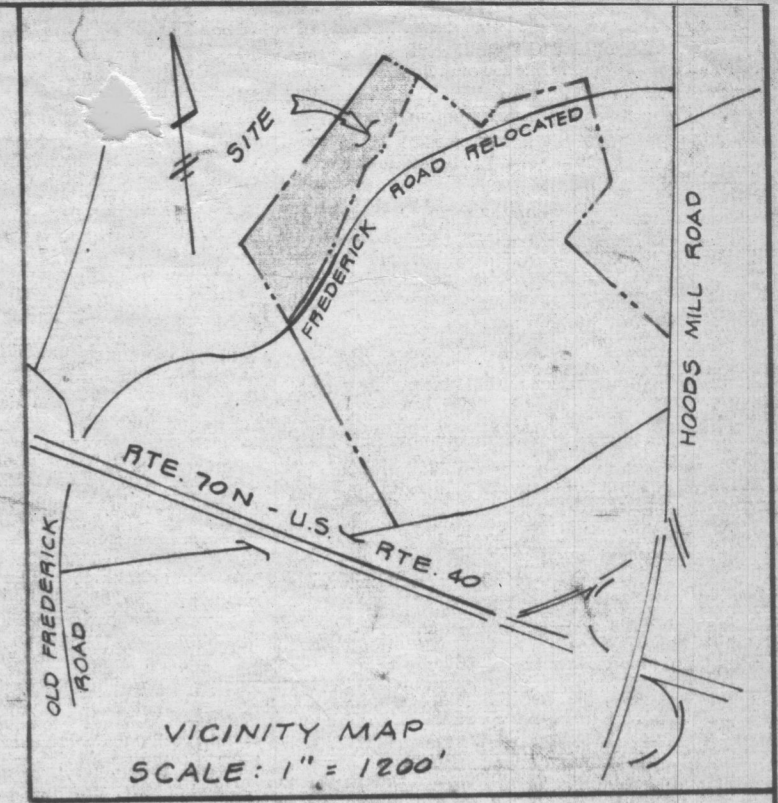 SITE
FREDERICK ROAD RELOCATED
HOODS MILL ROAD
RTE. 70N - U.S. RTE. 40
OLD FREDERICK
ROAD
VICINITY MAP
SCALE: 1" = 1200'